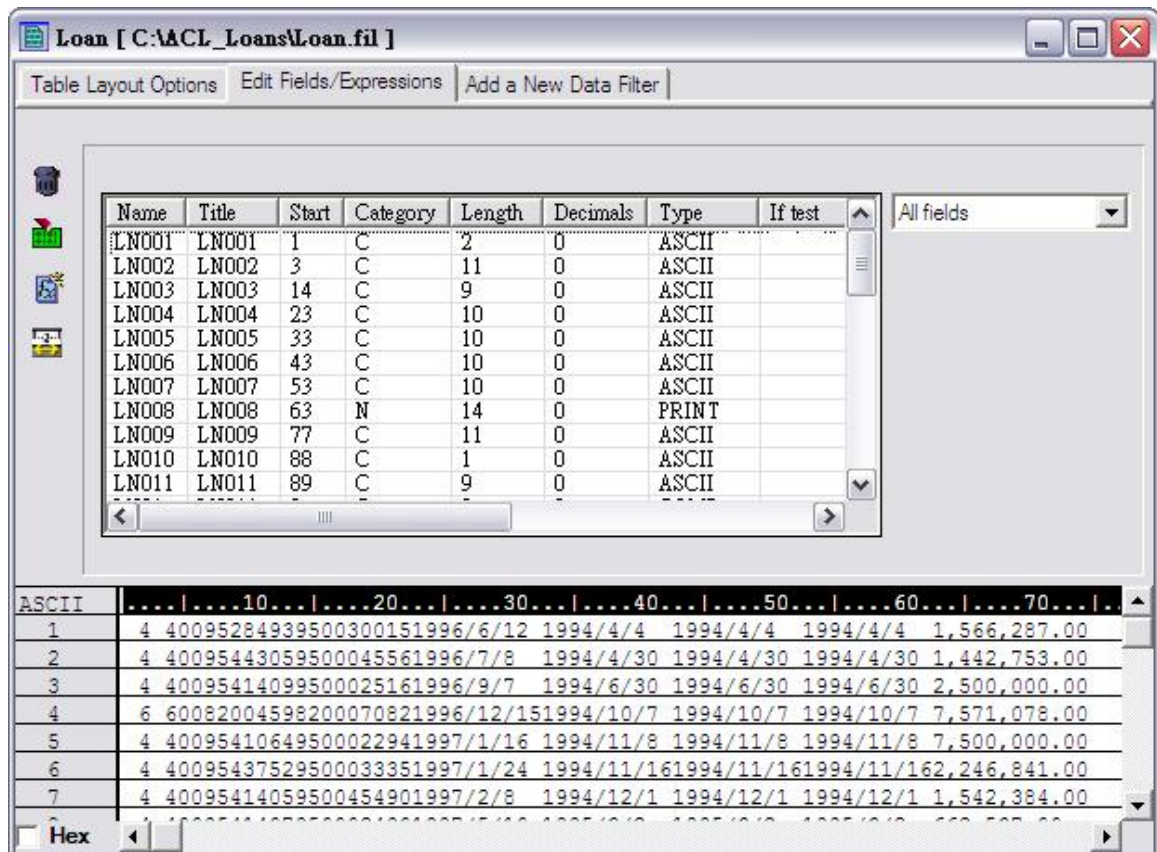 Loan [ C:\ACL_Loans\Loan.fil ]
Table Layout Options Edit Fields/Expressions Add a New Data Filter
Name Title Start Category Length Decimals Type If test
All fields
LN001 LN001 1 C 2 0 ASCII
LN002 LN002 3 C 11 0 ASCII
LN003 LN003 14 C 9 0 ASCII
LN004 LN004 23 C 10 0 ASCII
LN005 LN005 33 C 10 0 ASCII
LN006 LN006 43 C 10 0 ASCII
LN007 LN007 53 C 10 0 ASCII
LN008 LN008 63 N 14 0 PRINT
LN009 LN009 77 C 11 0 ASCII
LN010 LN010 88 C 1 0 ASCII
LN011 LN011 89 C 9 0 ASCII
ASCII ....|....10...|....20...|....30...|....40...|....50...|....60...|....70...|..
1 4 40095284939500300151996/6/12 1994/4/4 1994/4/4 1994/4/4 1,566,287.00
2 4 40095443059500045561996/7/8 1994/4/30 1994/4/30 1994/4/30 1,442,753.00
3 4 40095414099500025161996/9/7 1994/6/30 1994/6/30 1994/6/30 2,500,000.00
4 6 60082004598200070821996/12/151994/10/7 1994/10/7 1994/10/7 7,571,078.00
5 4 40095410649500022941997/1/16 1994/11/8 1994/11/8 1994/11/8 7,500,000.00
6 4 40095437529500033351997/1/24 1994/11/161994/11/161994/11/162,246,841.00
7 4 40095414059500454901997/2/8 1994/12/1 1994/12/1 1994/12/1 1,542,384.00
Hex